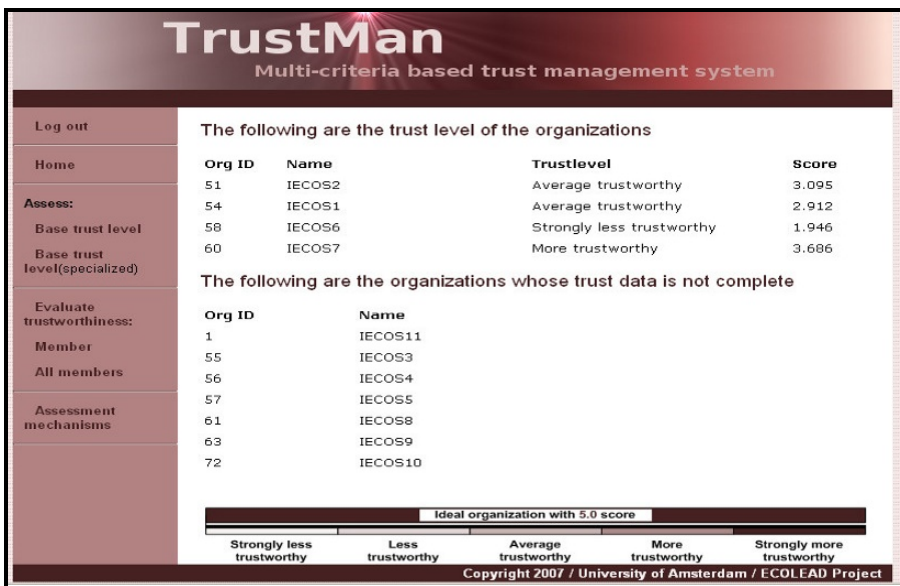 TrustMan
Multi-criteria based trust management system
Log out
Home
Assess:
Base trust level
Base trust
level(specialized)
Evaluate
trustworthiness:
Member
All members
Assessment
mechanisms
The following are the trust level of the organizations
Org ID Name Trustlevel Score
51 IECOS2 Average trustworthy 3.095
54 IECOS1 Average trustworthy 2.912
58 IECOS6 Strongly less trustworthy 1.946
60 IECOS7 More trustworthy 3.686
The following are the organizations whose trust data is not complete
Org ID Name
1 IECOS11
55 IECOS3
56 IECOS4
57 IECOS5
61 IECOS8
63 IECOS9
72 IECOS10
Ideal organization with 5.0 score
Strongly less trustworthy Less trustworthy Average trustworthy More trustworthy Strongly more trustworthy
Copyright 2007 / University of Amsterdam / ECOLEAD Project